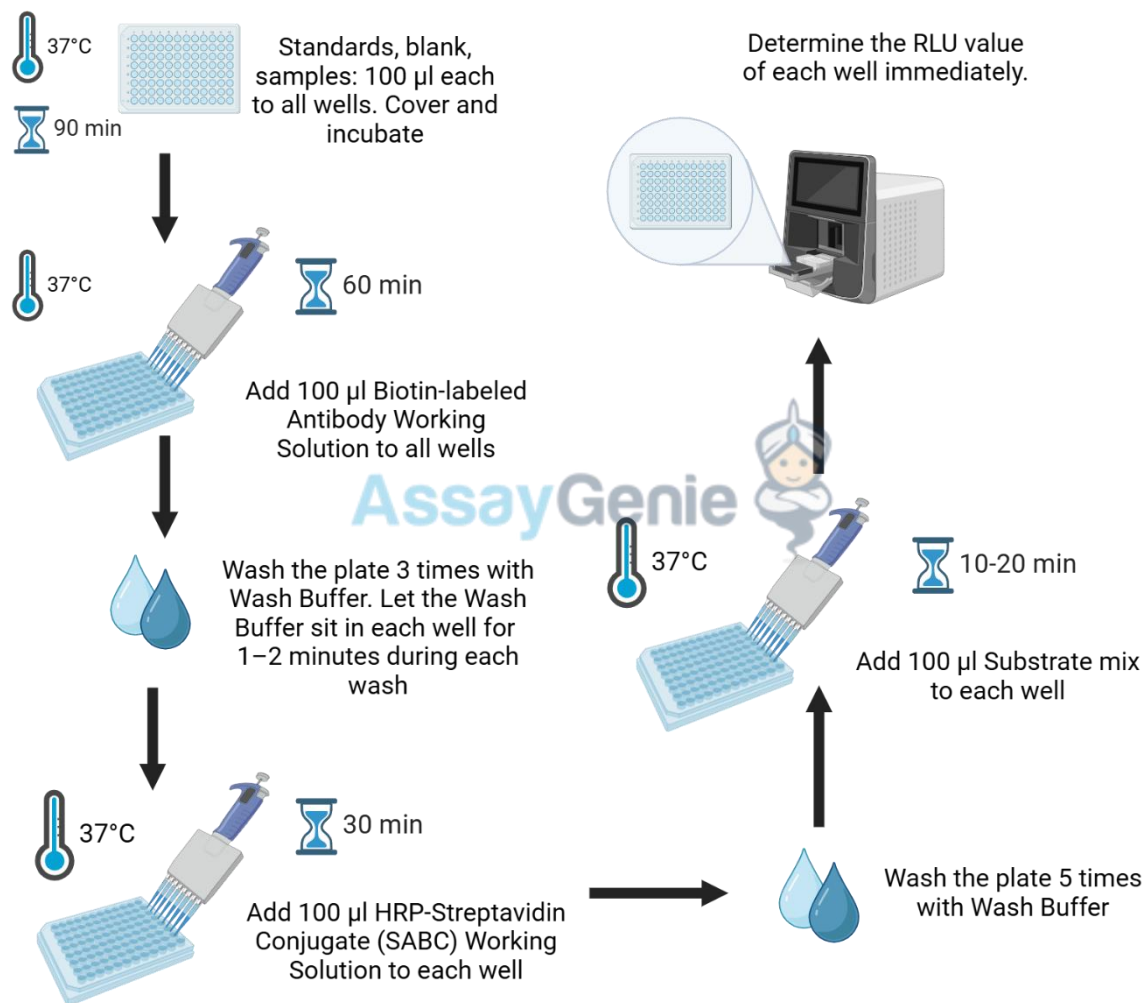 37°C
90 min
Standards, blank,
samples: 100 µl each
to all wells. Cover and
incubate
37°C
60 min
Add 100 µl Biotin-labeled
Antibody Working
Solution to all wells
Wash the plate 3 times with
Wash Buffer. Let the Wash
Buffer sit in each well for
1–2 minutes during each
wash
37°C
30 min
Add 100 µl HRP-Streptavidin
Conjugate (SABC) Working
Solution to each well
Wash the plate 5 times
with Wash Buffer
37°C
10-20 min
Add 100 µl Substrate mix
to each well
Determine the RLU value
of each well immediately.
AssayGenie